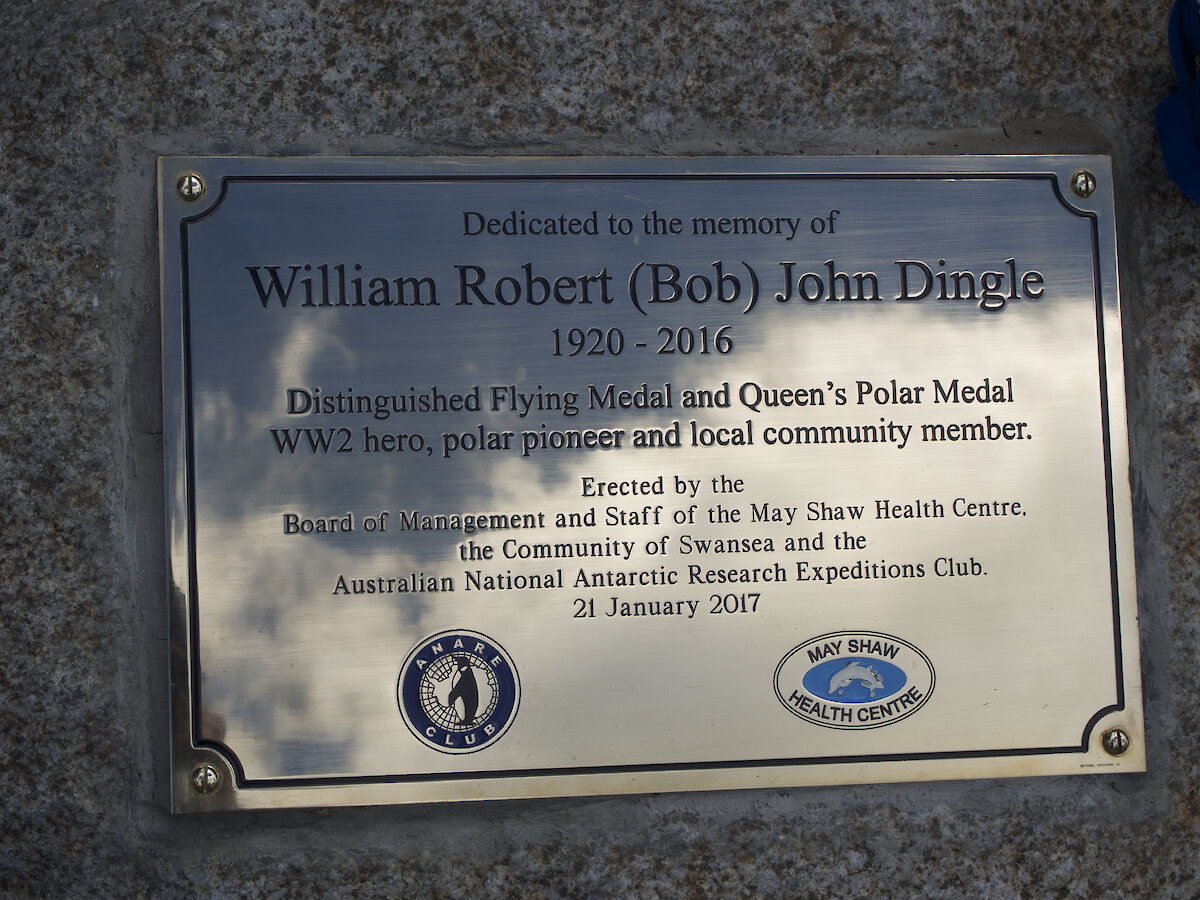 Dedicated to the memory of
William Robert (Bob) John Dingle
1920 - 2016
Distinguished Flying Medal and Queen's Polar Medal
WW2 hero, polar pioneer and local community member.
Erected by the
Board of Management and Staff of the May Shaw Health Centre,
the Community of Swansea and the
Australian National Antarctic Research Expeditions Club.
21 January 2017
ANARE
CLUB
MAY SHAW
HEALTH CENTRE